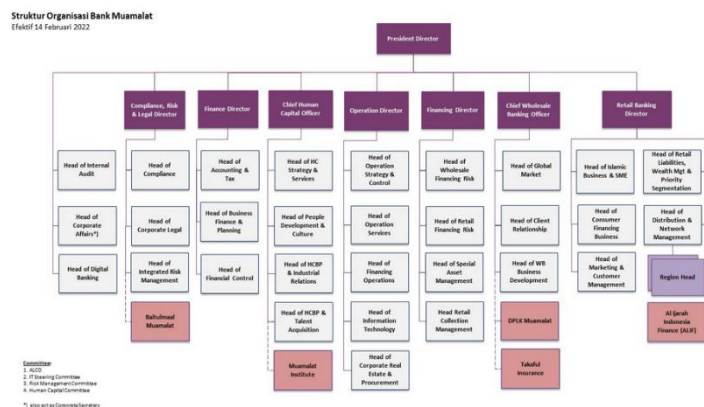 Struktur Organisasi Bank Muamalat
Efektif 14 Februari 2022
President Director
Compliance, Risk
& Legal Director
Finance Director
Chief Human
Capital Officer
Operation Director
Financing Director
Chief Wholesale
Banking Officer
Retail Banking
Director
Head of Internal
Audit
Head of
Corporate
Affairs*)
Head of Digital
Banking
Head of
Compliance
Head of
Corporate Legal
Head of
Integrated Risk
Management
Baitulmaal
Muamalat
Head of
Accounting &
Tax
Head of Business
Finance &
Planning
Head of
Financial Control
Head of HC
Strategy &
Services
Head of People
Development &
Culture
Head of HCBP
& Industrial
Relations
Head of HCBP &
Talent
Acquisition
Muamalat
Institute
Head of
Operation
Strategy &
Control
Head of
Operation
Services
Head of
Financing
Operations
Head of
Information
Technology
Head of
Corporate Real
Estate &
Procurement
Head of
Wholesale
Financing Risk
Head of Retail
Financing Risk
Head of Special
Asset
Management
Head Retail
Collection
Management
Head of Global
Market
Head of Client
Relationship
Head of WB
Business
Development
DPLK Muamalat
Takaful
Insurance
Head of Islamic
Business & SME
Head of
Consumer
Financing
Business
Head of
Marketing &
Customer
Management
Head of Retail
Liabilities,
Wealth Mgt &
Priority
Segmentation
Head of
Distribution &
Network
Management
Region Head
Al Ijarah
Indonesia
Finance (ALIF)
Committee:
1. ALCO
2. IT Steering Committee
3. Risk Management Committee
4. Human Capital Committee
*) also act as Corporate Secretary